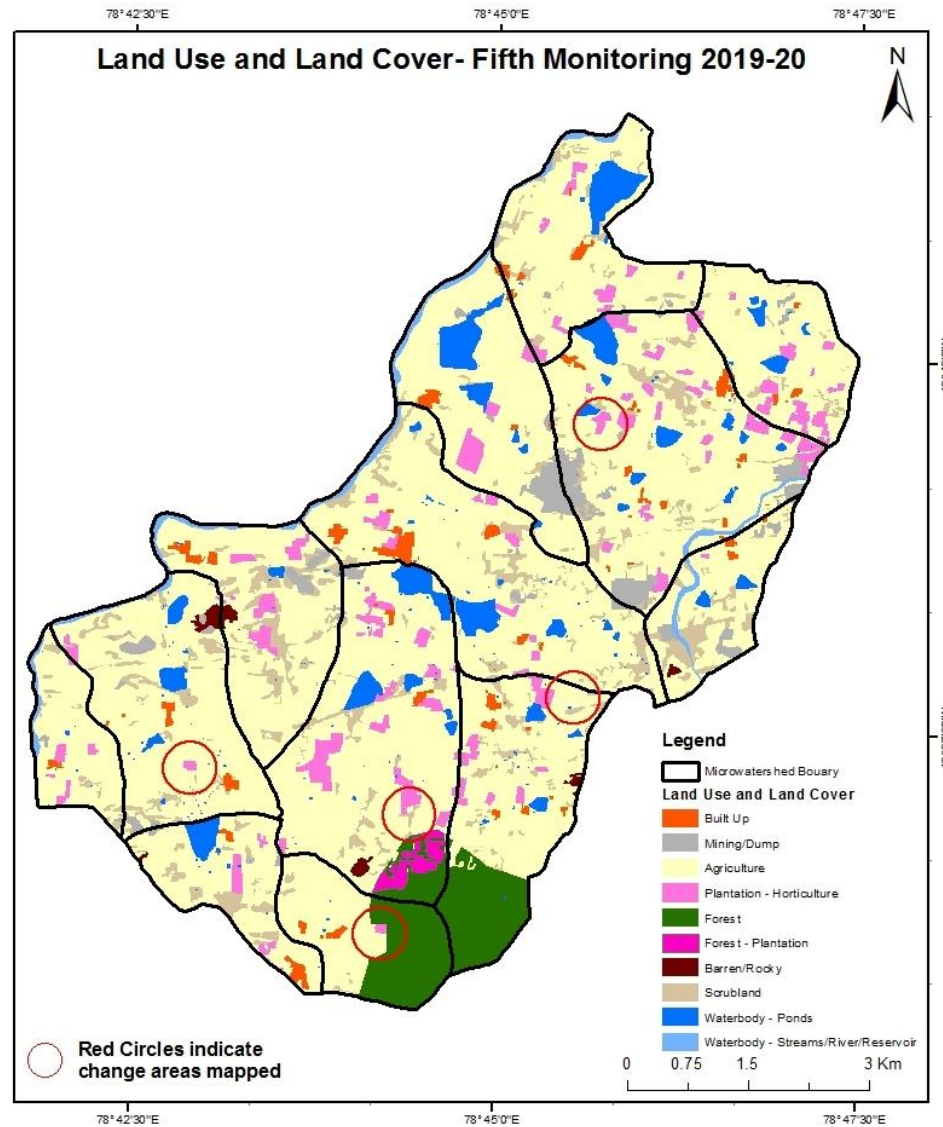 78°42'30"E
78°45'0"E
78°47'30"E
Land Use and Land Cover- Fifth Monitoring 2019-20
N
Legend
Microwatershed Bouary
Land Use and Land Cover
Built Up
Mining/Dump
Agriculture
Plantation - Horticulture
Forest
Forest - Plantation
Barren/Rocky
Scrubland
Waterbody - Ponds
Waterbody - Streams/River/Reservoir
Red Circles indicate
change areas mapped
0 0.75 1.5 3 Km
78°42'30"E
78°45'0"E
78°47'30"E